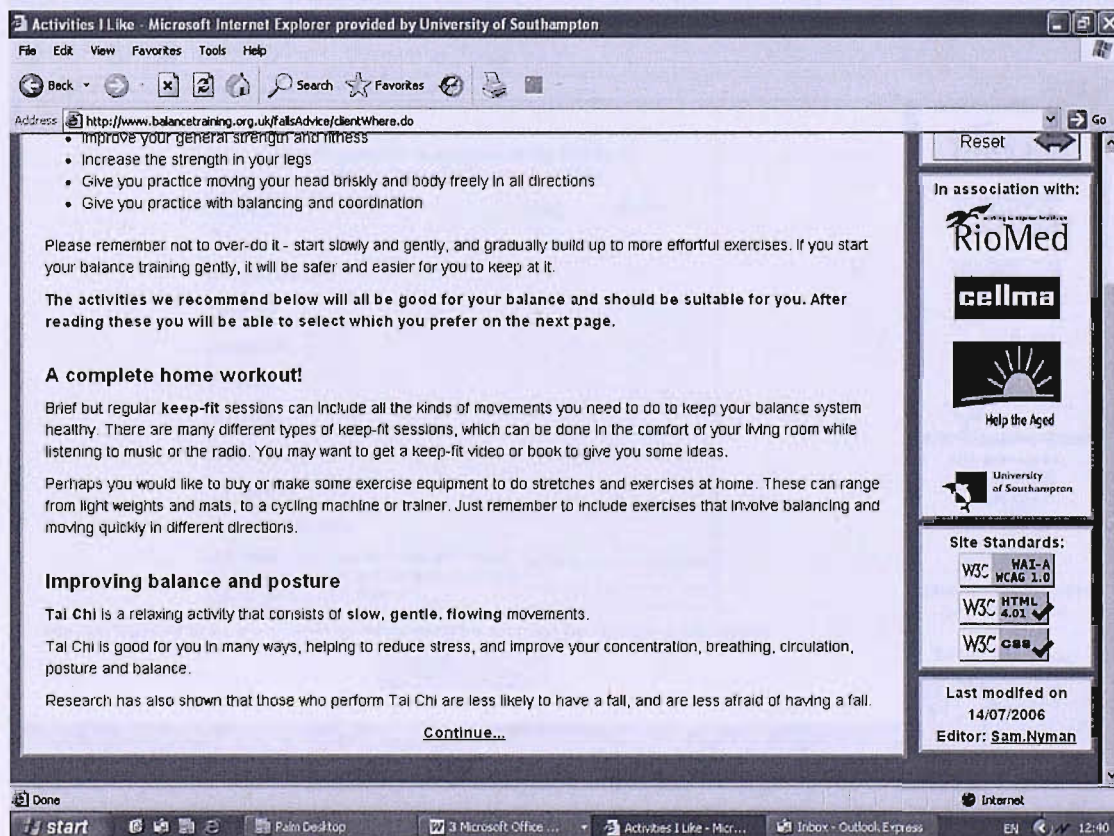 Activities I Like - Microsoft Internet Explorer provided by University of Southampton
File Edit View Favorites Tools Help
Back Search Favorites
Address http://www.balancetraining.org.uk/fallsAdvice/clientWhere.do Go
• Improve your general strength and fitness
• Increase the strength in your legs
• Give you practice moving your head briskly and body freely in all directions
• Give you practice with balancing and coordination
Please remember not to over-do it - start slowly and gently, and gradually build up to more effortful exercises. If you start
your balance training gently, it will be safer and easier for you to keep at it.
The activities we recommend below will all be good for your balance and should be suitable for you. After
reading these you will be able to select which you prefer on the next page.
A complete home workout!
Brief but regular keep-fit sessions can include all the kinds of movements you need to do to keep your balance system
healthy. There are many different types of keep-fit sessions, which can be done in the comfort of your living room while
listening to music or the radio. You may want to get a keep-fit video or book to give you some ideas.
Perhaps you would like to buy or make some exercise equipment to do stretches and exercises at home. These can range
from light weights and mats, to a cycling machine or trainer. Just remember to include exercises that involve balancing and
moving quickly in different directions.
Improving balance and posture
Tai Chi is a relaxing activity that consists of slow, gentle, flowing movements.
Tai Chi is good for you in many ways, helping to reduce stress, and improve your concentration, breathing, circulation,
posture and balance.
Research has also shown that those who perform Tai Chi are less likely to have a fall, and are less afraid of having a fall.
Continue...
Reset
In association with:
RioMed
cellma
Help the Aged
University
of Southampton
Site Standards:
W3C WAI-A
WCAG 1.0
W3C HTML
4.01
W3C CSS
Last modifed on
14/07/2006
Editor: Sam.Nyman
Done Internet
start Palm Desktop 3 Microsoft Office ... Activities I Like - Micr... Inbox - Outlook Express EN 12:40